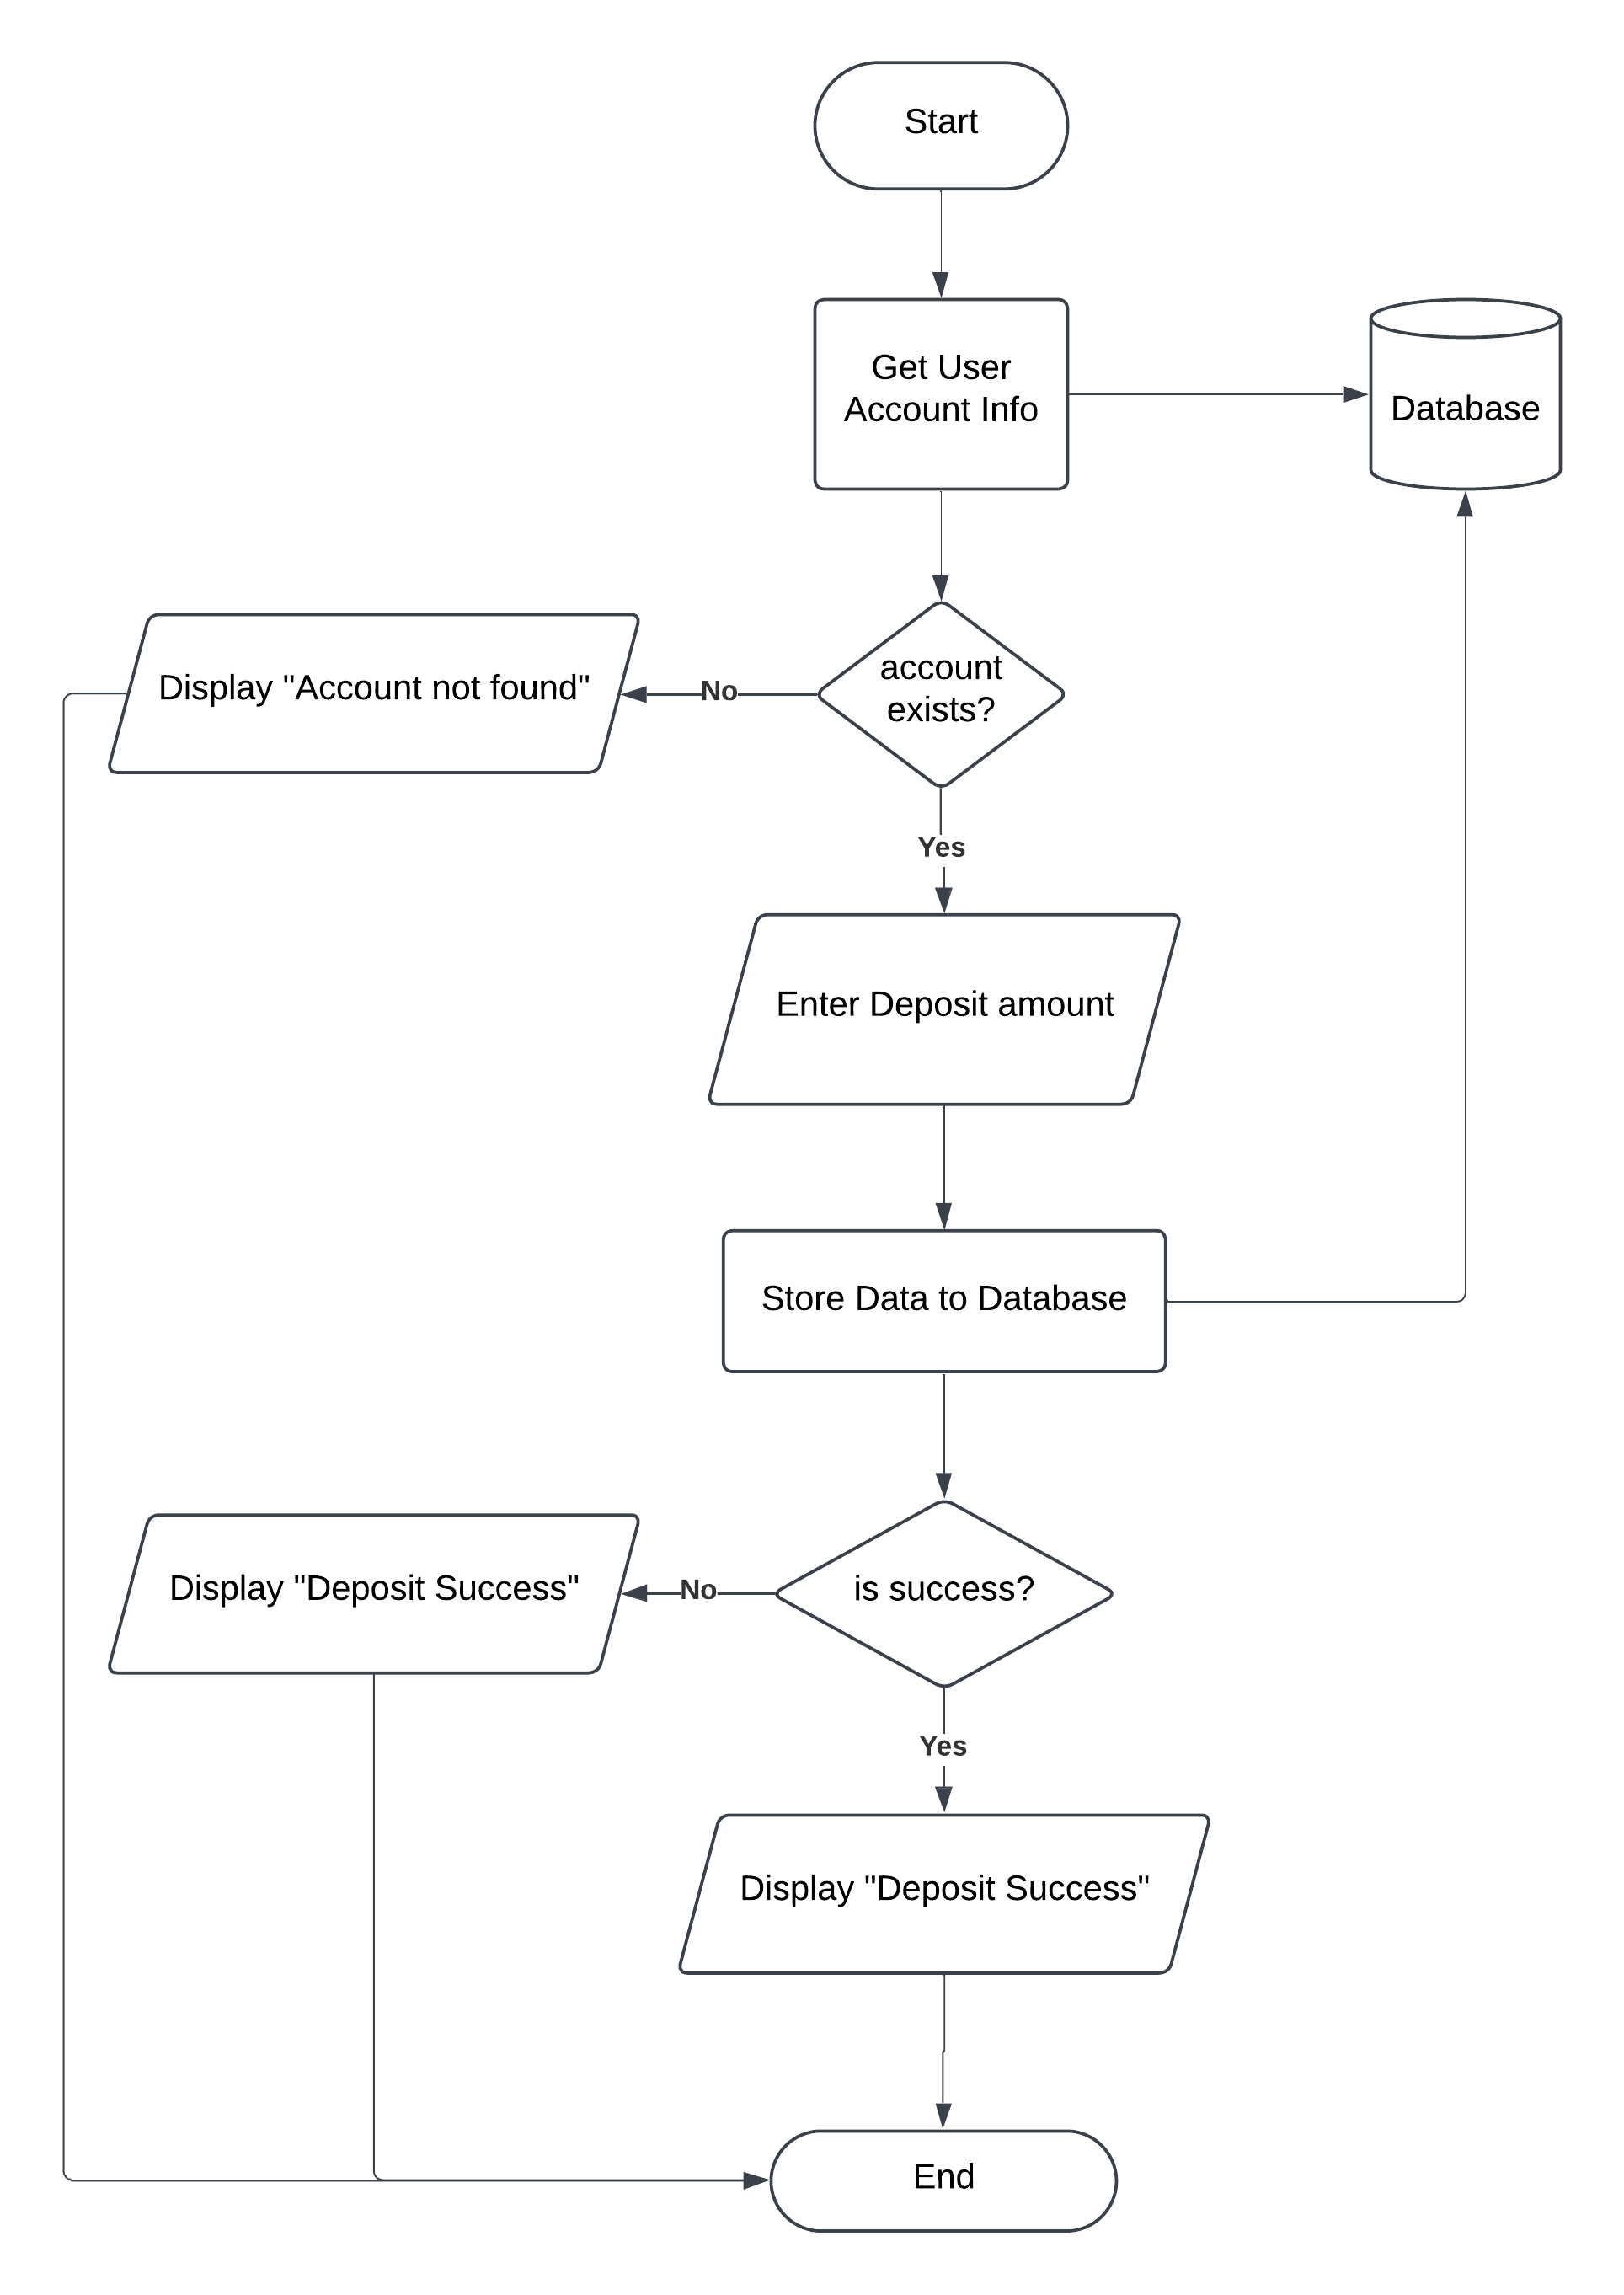 Start
Get User
Account Info
Database
account
exists?
No
Display "Account not found"
Yes
Enter Deposit amount
Store Data to Database
is success?
No
Display "Deposit Success"
Yes
Display "Deposit Success"
End